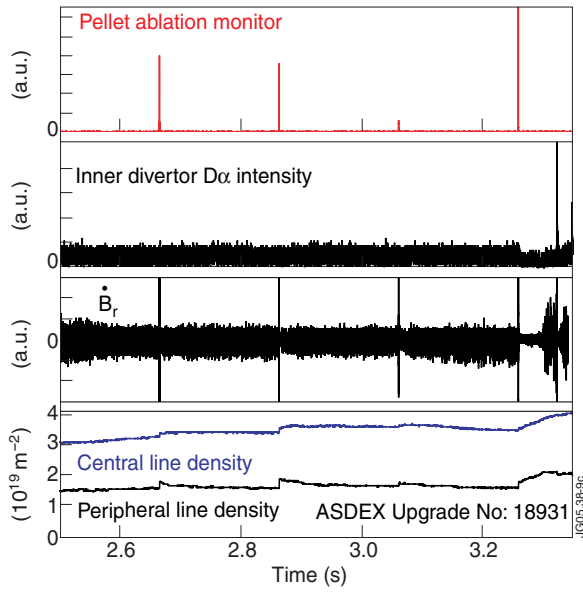 Pellet ablation monitor
(a.u.)
0
Inner divertor Dα intensity
(a.u.)
0
Ḃr
(a.u.)
4
3
2
1
0
(10^19 m^-2)
Central line density
Peripheral line density
ASDEX Upgrade No: 18931
2.6 2.8 3.0 3.2
Time (s)
JG05.38-9c